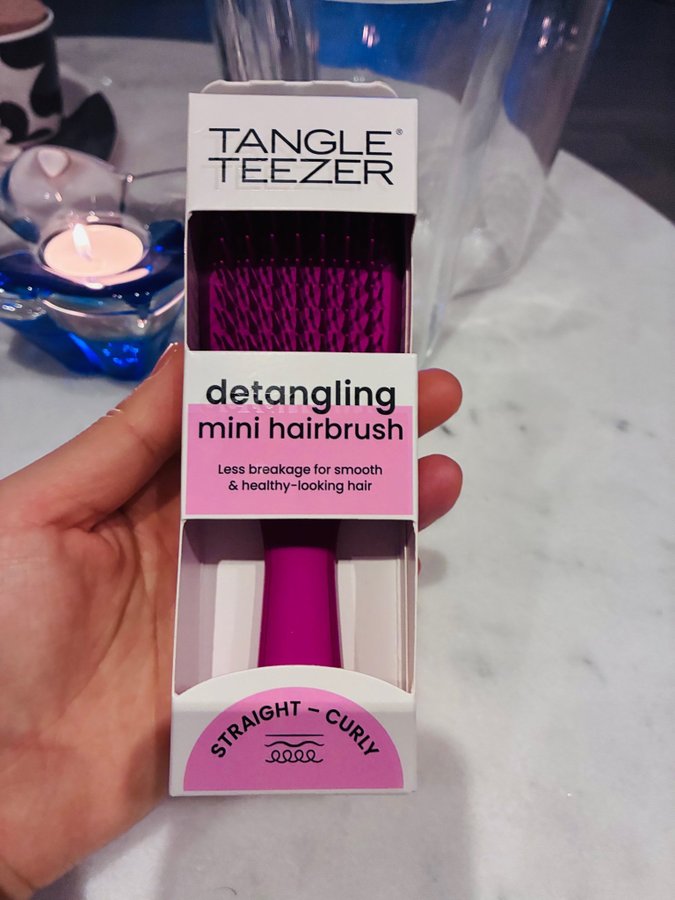 TANGLE
TEEZER®
detangling
mini hairbrush
Less breakage for smooth
& healthy-looking hair
STRAIGHT – CURLY